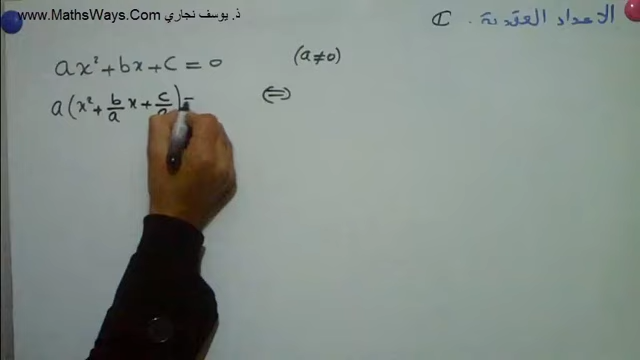 www.MathsWays.Com ذ. يوسف نجاري
الأعداد العقدية . ℂ
ax² + bx + c = 0 (a ≠ 0)
a(x² + b/a x + c/a) = ⇔